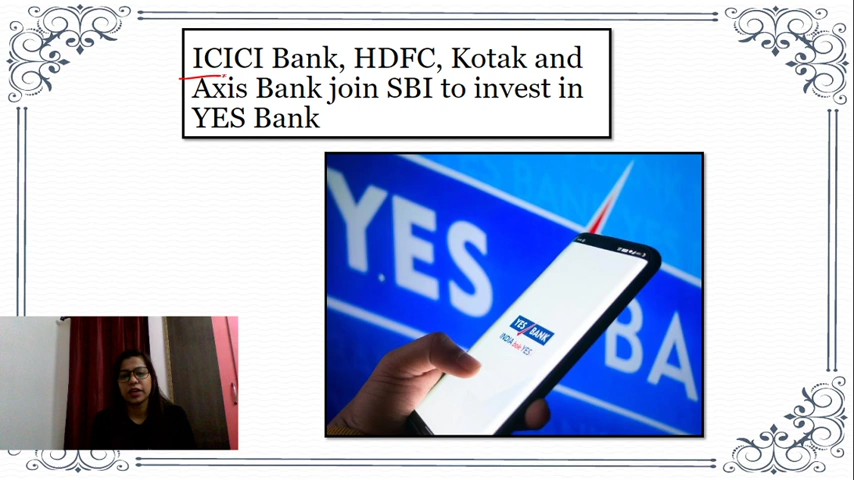 ICICI Bank, HDFC, Kotak and
Axis Bank join SBI to invest in
YES Bank
YES
BA
YES BANK
INDIA bole YES